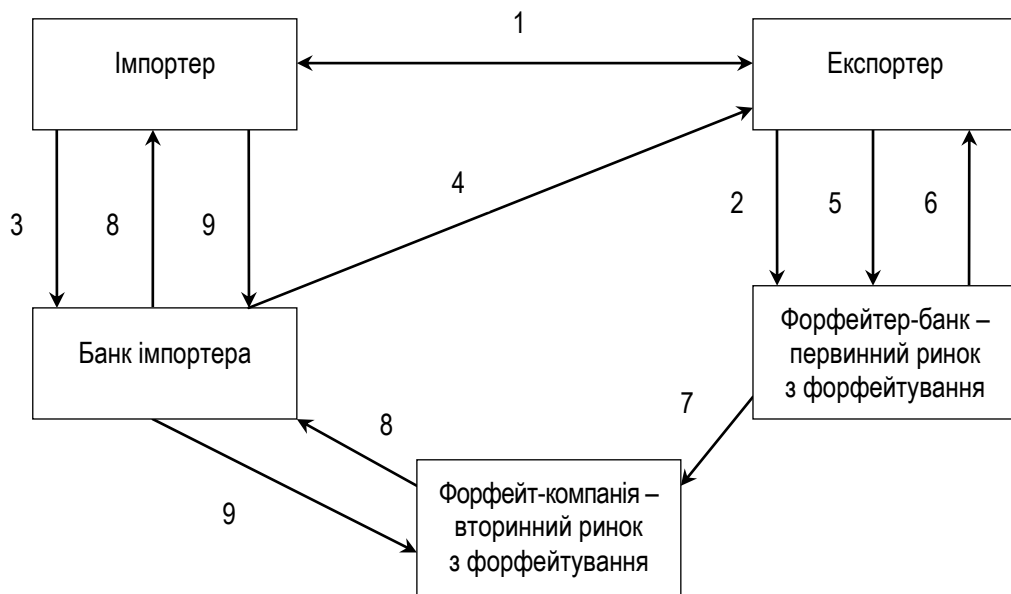 1
Імпортер
Експортер
4
3
8
9
2
5
6
Банк імпортера
Форфейтер-банк –
первинний ринок
з форфейтування
7
8
9
Форфейт-компанія –
вторинний ринок
з форфейтування